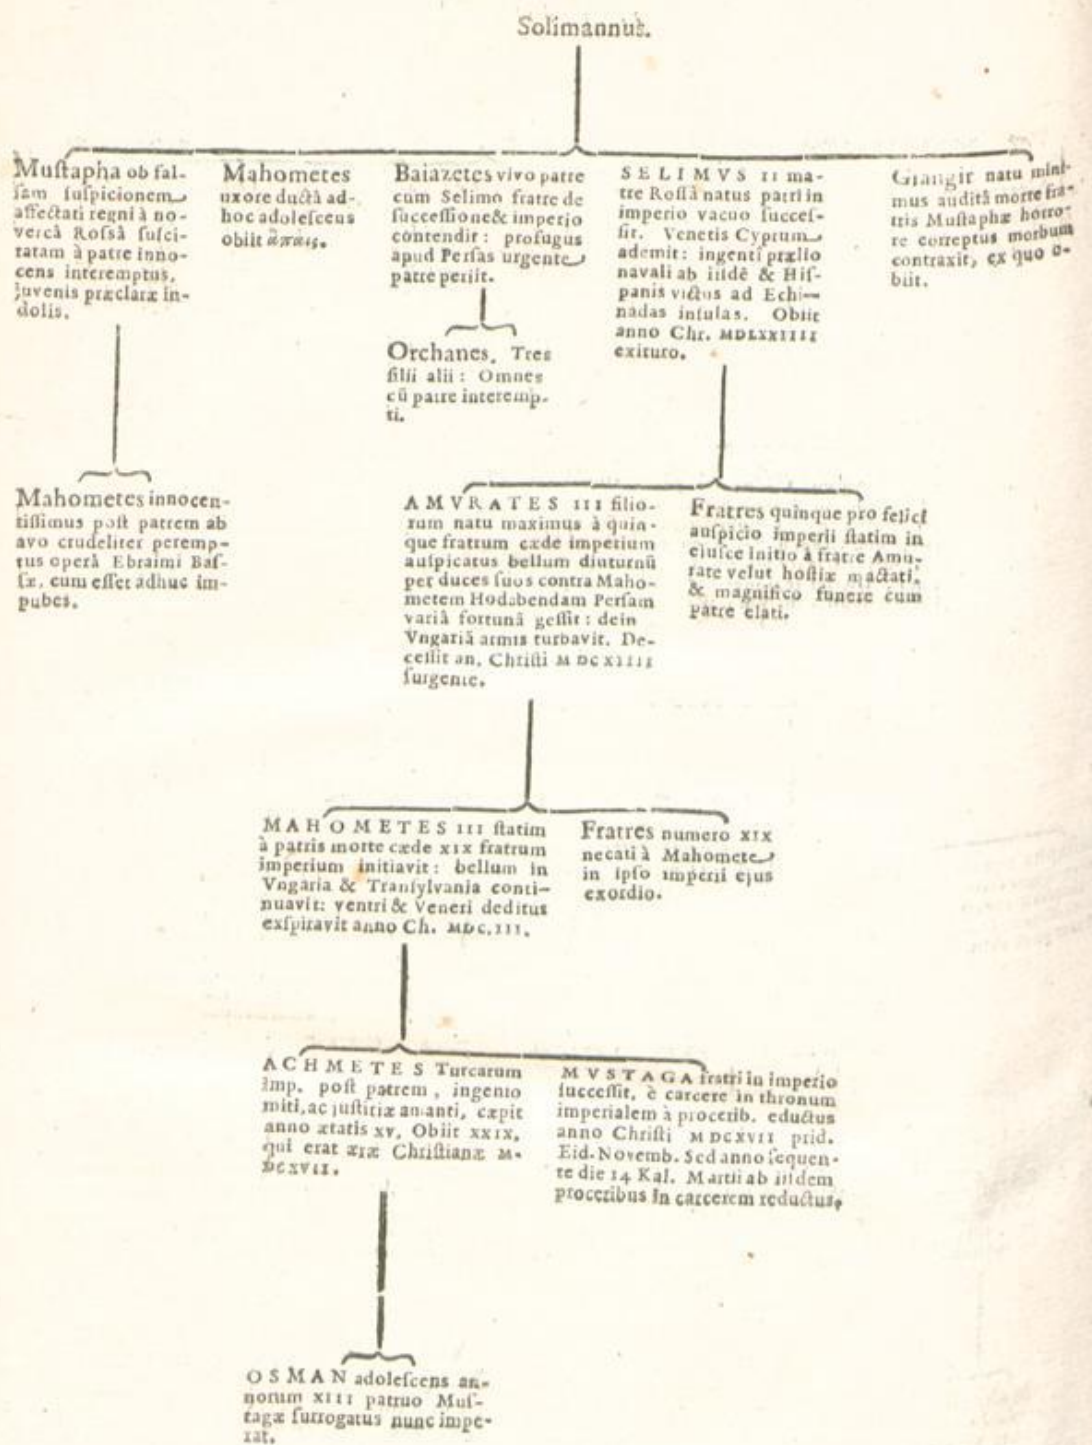 Solimannus.
Muſtapha ob fal-
ſam ſuſpicionem
affectati regni à no-
vercâ Roſsâ ſuſci-
tatam à patre inno-
cens interemptus,
juvenis præclaræ in-
dolis.
Mahometes
uxore ductâ ad-
hoc adoleſceus
obiit ἄπαις.
Baiazetes vivo patre
cum Selimo fratre de
ſucceſſione & imperio
contendit: profugus
apud Perſas urgente
patre periit.
SELIMVS II ma-
tre Roſſâ natus patri in
imperio vacuo ſucceſ-
ſit. Venetis Cyprum
ademit: ingenti prælio
navali ab iiſdē & Hiſ-
panis victus ad Echi-
nadas inſulas. Obiit
anno Chr. MDLXXIIII
exituro.
Giangir natu mini-
mus auditâ morte fra-
tris Muſtaphæ horro-
re correptus morbum
contraxit, ex quo o-
biit.
Orchanes. Tres
filii alii: Omnes
cū patre interemp-
ti.
Mahometes innocen-
tiſſimus poſt patrem ab
avo crudeliter peremp-
tus operâ Ebraimi Baſ-
ſæ, cum eſſet adhuc im-
pubes.
AMVRATES III filio-
rum natu maximus à quin-
que fratrum cæde imperium
auſpicatus bellum diuturnū
per duces ſuos contra Maho-
metem Hodabendam Perſam
variâ fortunâ geſſit: dein
Vngariā armis turbavit. De-
ceſſit an. Chriſti MDCXIIII
ſurgente.
Fratres quinque pro felici
auſpicio imperii ſtatim in
ejuſce initio à fratre Amu-
rate velut hoſtiæ mactati,
& magnifico funere cum
patre elati.
MAHOMETES III ſtatim
à patris morte cæde XIX fratrum
imperium initiavit: bellum in
Vngaria & Tranſylvania conti-
nuavit: ventri & Veneri deditus
exſpiravit anno Ch. MDC.III.
Fratres numero XIX
necati à Mahomete
in ipſo imperii ejus
exordio.
ACHMETES Turcarum
Imp. poſt patrem, ingenio
miti, ac juſtitiæ amanti, cæpit
anno ætatis XV. Obiit XXIX,
qui erat æræ Chriſtianæ M-
DCXVII.
MVSTAGA fratri in imperio
ſucceſſit, è carcere in thronum
imperialem à procerib. eductus
anno Chriſti MDCXVII prid.
Eid. Novemb. Sed anno ſequen-
te die 14 Kal. Martii ab iiſdem
proceribus in carcerem reductus.
OSMAN adoleſcens an-
norum XIII patruo Muſ-
tagæ ſurrogatus nunc impe-
rat.